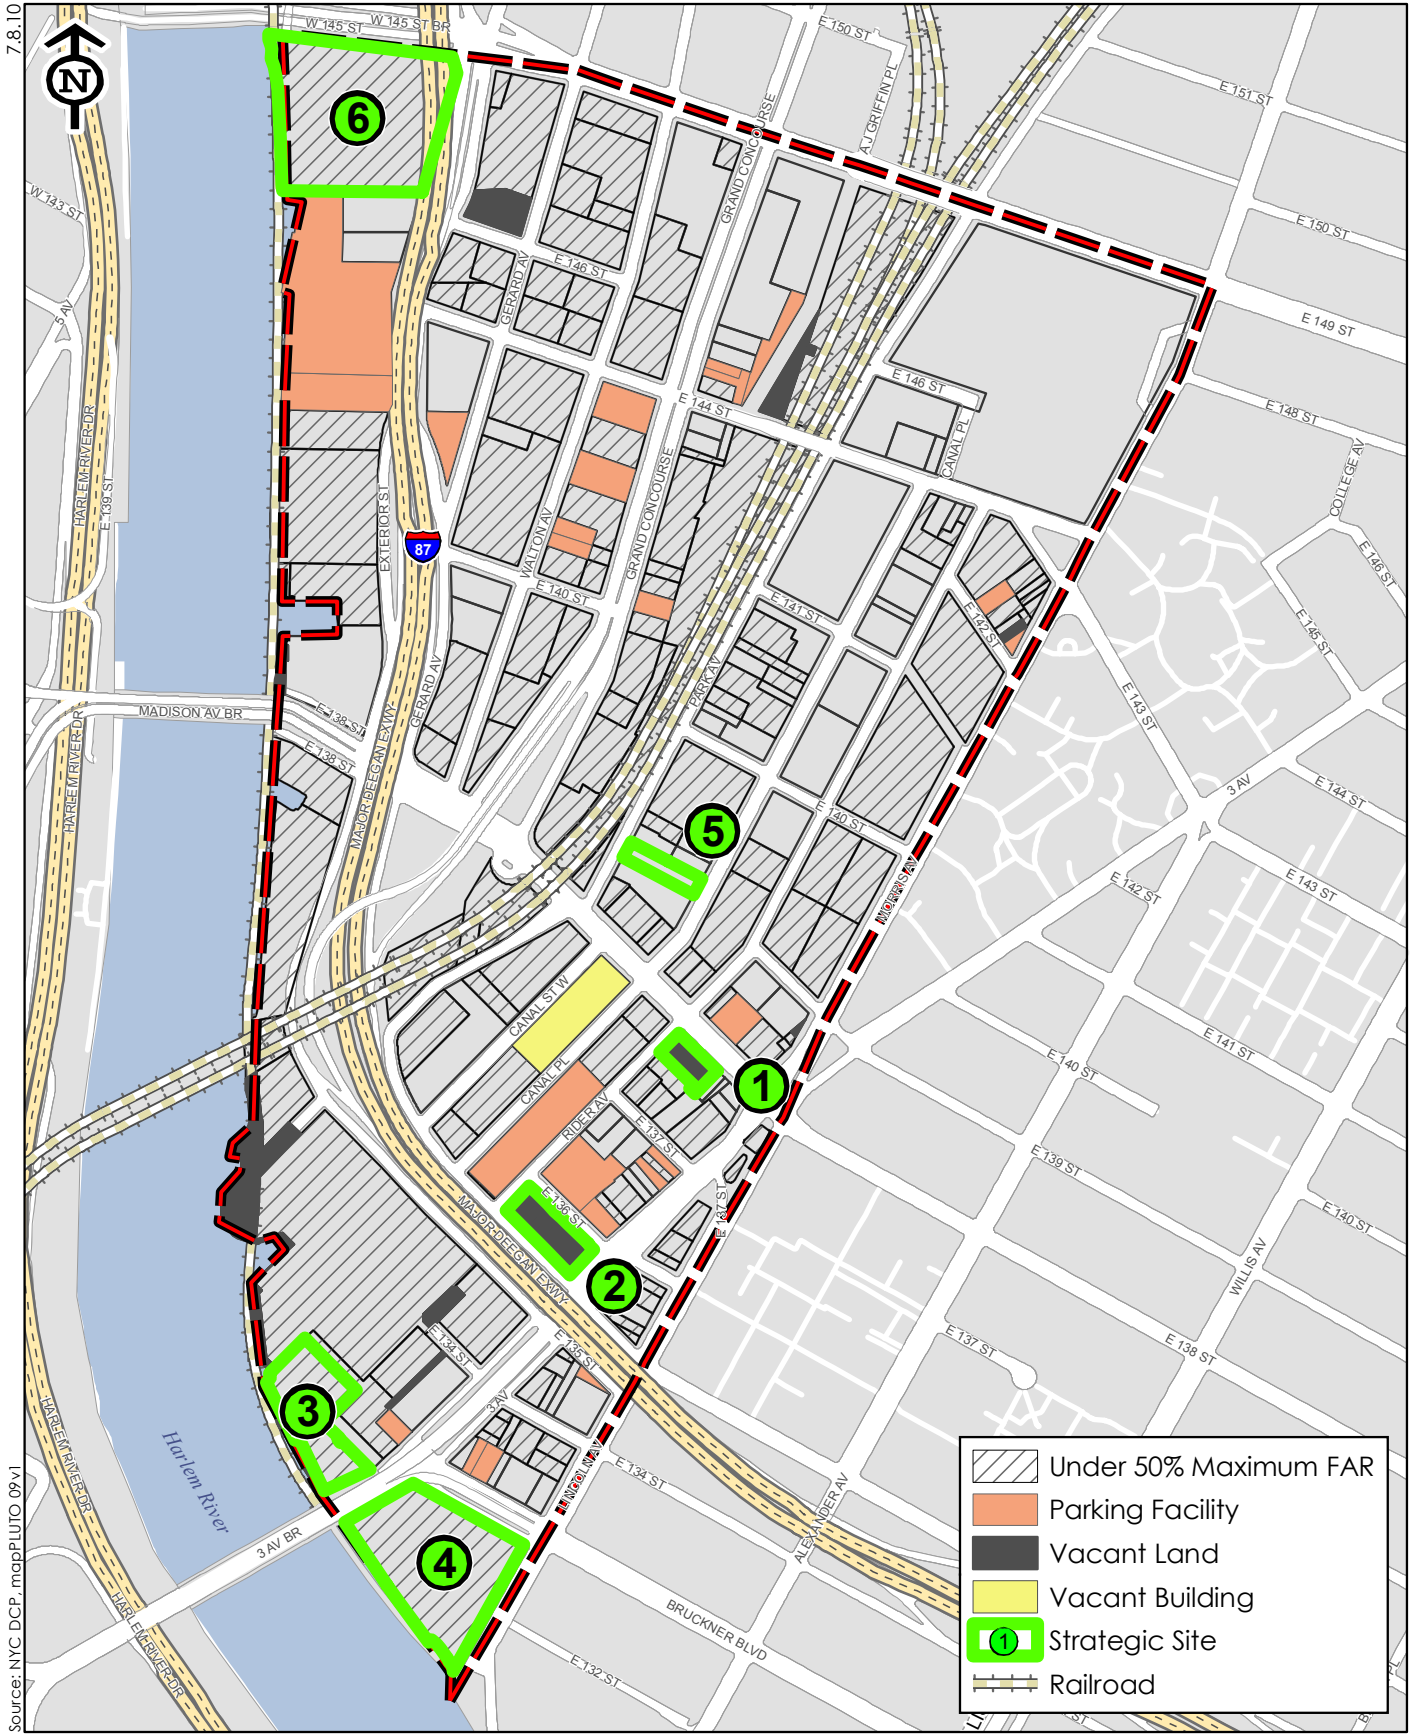 7.8.10
N
W 145 ST
W 145 ST BR
E 150 ST
A J GRIFFIN PL
E 151 ST
6
GRAND CONCOURSE
W 143 ST
E 150 ST
E 146 ST
GERARD AV
5 AV
E 149 ST
E 146 ST
E 144 ST
E 148 ST
HARLEM RIVER DR
E 139 ST
EXTERIOR ST
87
WALTON AV
GRAND CONCOURSE
CANAL PL
COLLEGE AV
E 146 ST
E 140 ST
E 141 ST
E 142 ST
E 145 ST
GERARD AV
PARK AV
E 143 ST
MADISON AV BR
E 138 ST
E 138 ST
HARLEM RIVER DR
MAJOR DEEGAN EXWY
3 AV
E 144 ST
5
E 140 ST
MORRIS AV
E 142 ST
E 143 ST
CANAL ST W
E 141 ST
CANAL PL
1
E 140 ST
RIDER AV
E 137 ST
E 139 ST
E 136 ST
E 137 ST
E 140 ST
MAJOR DEEGAN EXWY
2
WILLIS AV
E 134 ST
E 135 ST
E 137 ST
E 138 ST
3
3 AV
HARLEM RIVER DR
Harlem River
LINCOLN AV
E 134 ST
ALEXANDER AV
3 AV BR
4
HARLEM RIVER DR
BRUCKNER BLVD
E 132 ST
Under 50% Maximum FAR
Parking Facility
Vacant Land
Vacant Building
1
Strategic Site
Railroad
Source: NYC DCP, mapPLUTO 09v1